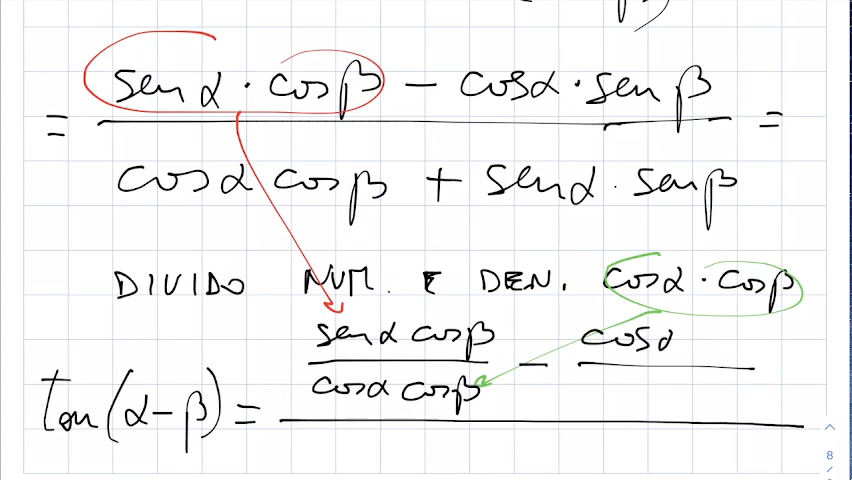 β)
= (sen α · cos β − cos α · sen β) / (cos α cos β + sen α · sen β) =
DIVIDO NUM. E DEN. cos α · cos β
tan(α − β) = (sen α cos β / cos α cos β) − (cos α /
8